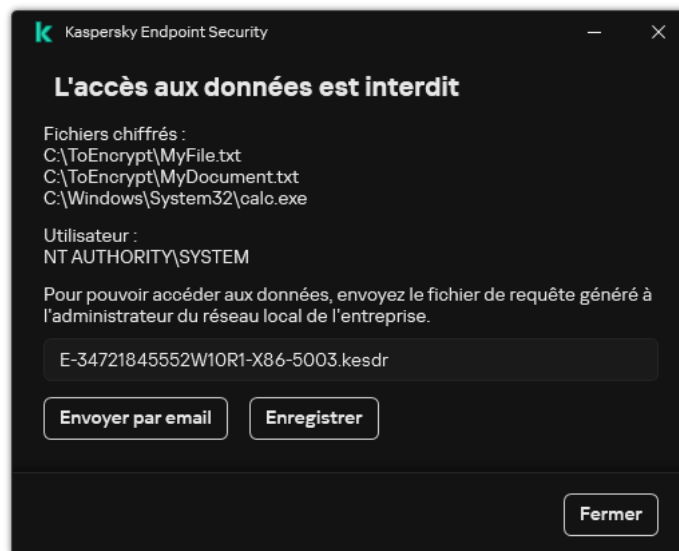 Kaspersky Endpoint Security
L'accès aux données est interdit
Fichiers chiffrés :
C:\ToEncrypt\MyFile.txt
C:\ToEncrypt\MyDocument.txt
C:\Windows\System32\calc.exe
Utilisateur :
NT AUTHORITY\SYSTEM
Pour pouvoir accéder aux données, envoyez le fichier de requête généré à
l'administrateur du réseau local de l'entreprise.
E-34721845552W10R1-X86-5003.kesdr
Envoyer par email
Enregistrer
Fermer